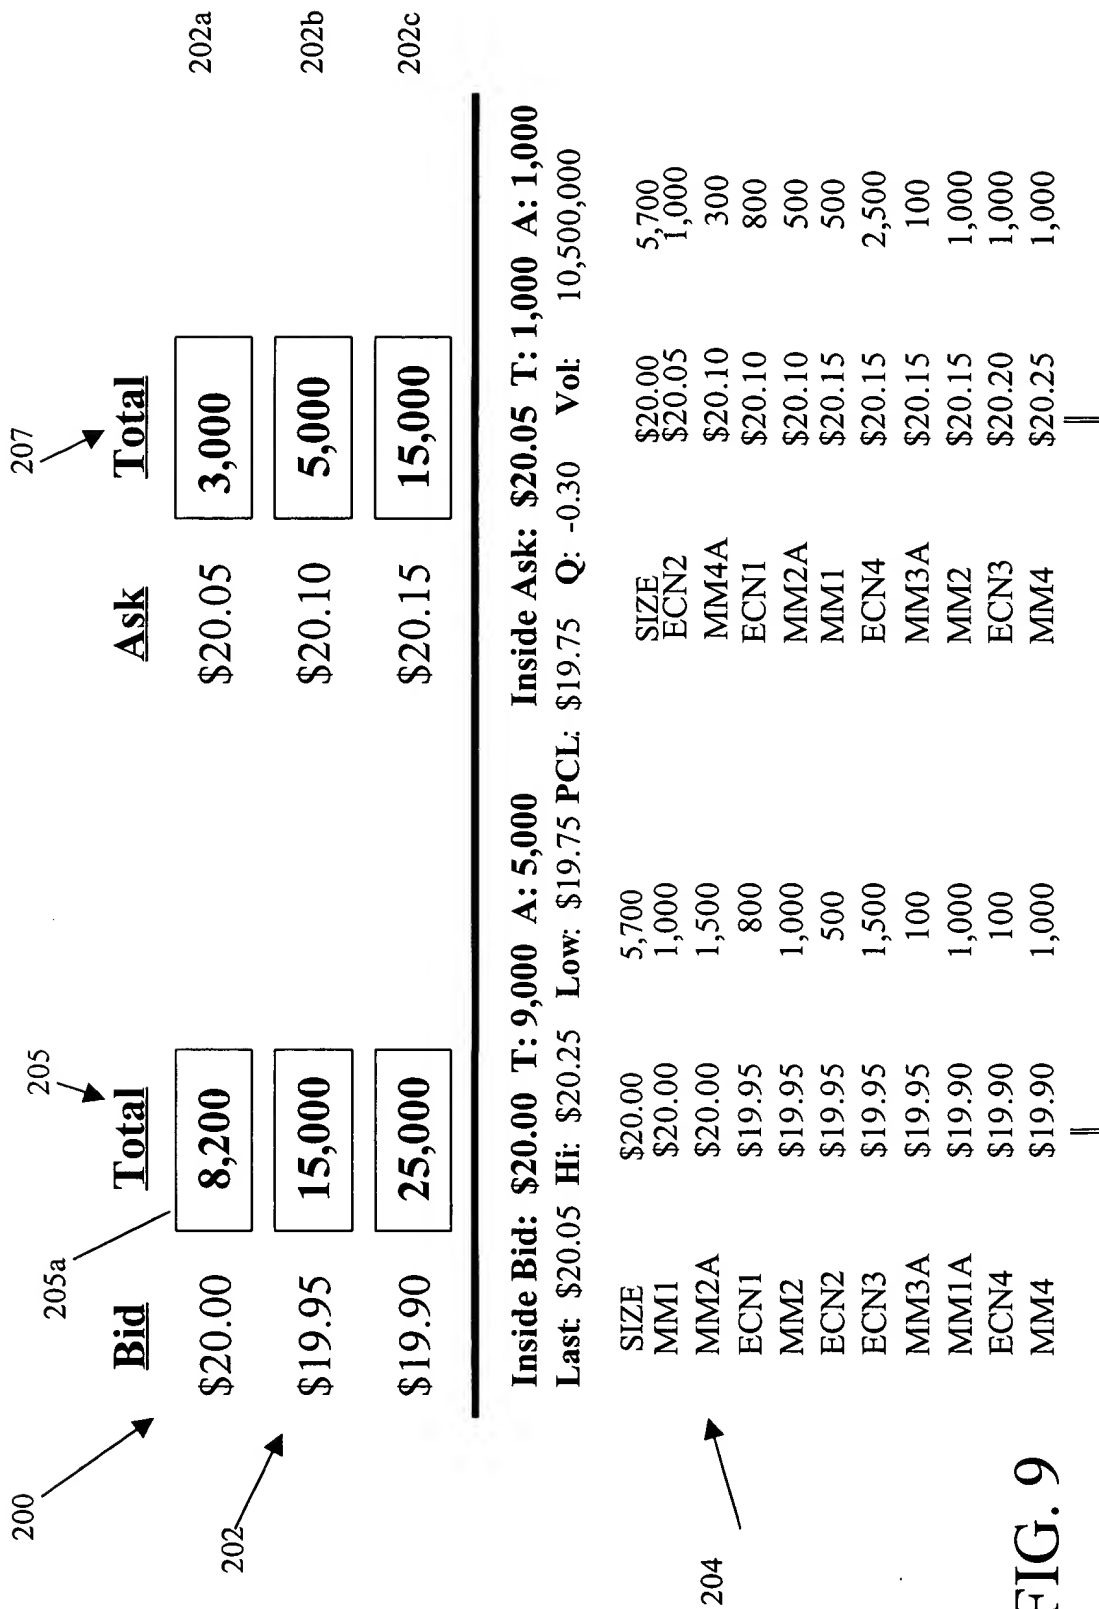 200
205
207
205a
Bid Total Ask Total
$20.00 8,200 $20.05 3,000 202a
202
$19.95 15,000 $20.10 5,000 202b
$19.90 25,000 $20.15 15,000 202c
Inside Bid: $20.00 T: 9,000 A: 5,000 Inside Ask: $20.05 T: 1,000 A: 1,000
Last: $20.05 Hi: $20.25 Low: $19.75 PCL: $19.75 Q: -0.30 Vol: 10,500,000
204
SIZE $20.00 5,700 SIZE $20.00 5,700
MM1 $20.00 1,000 ECN2 $20.05 1,000
MM2A $20.00 1,500 MM4A $20.10 300
ECN1 $19.95 800 ECN1 $20.10 800
MM2 $19.95 1,000 MM2A $20.10 500
ECN2 $19.95 500 MM1 $20.15 500
ECN3 $19.95 1,500 ECN4 $20.15 2,500
MM3A $19.95 100 MM3A $20.15 100
MM1A $19.90 1,000 MM2 $20.15 1,000
ECN4 $19.90 100 ECN3 $20.20 1,000
MM4 $19.90 1,000 MM4 $20.25 1,000
FIG. 9